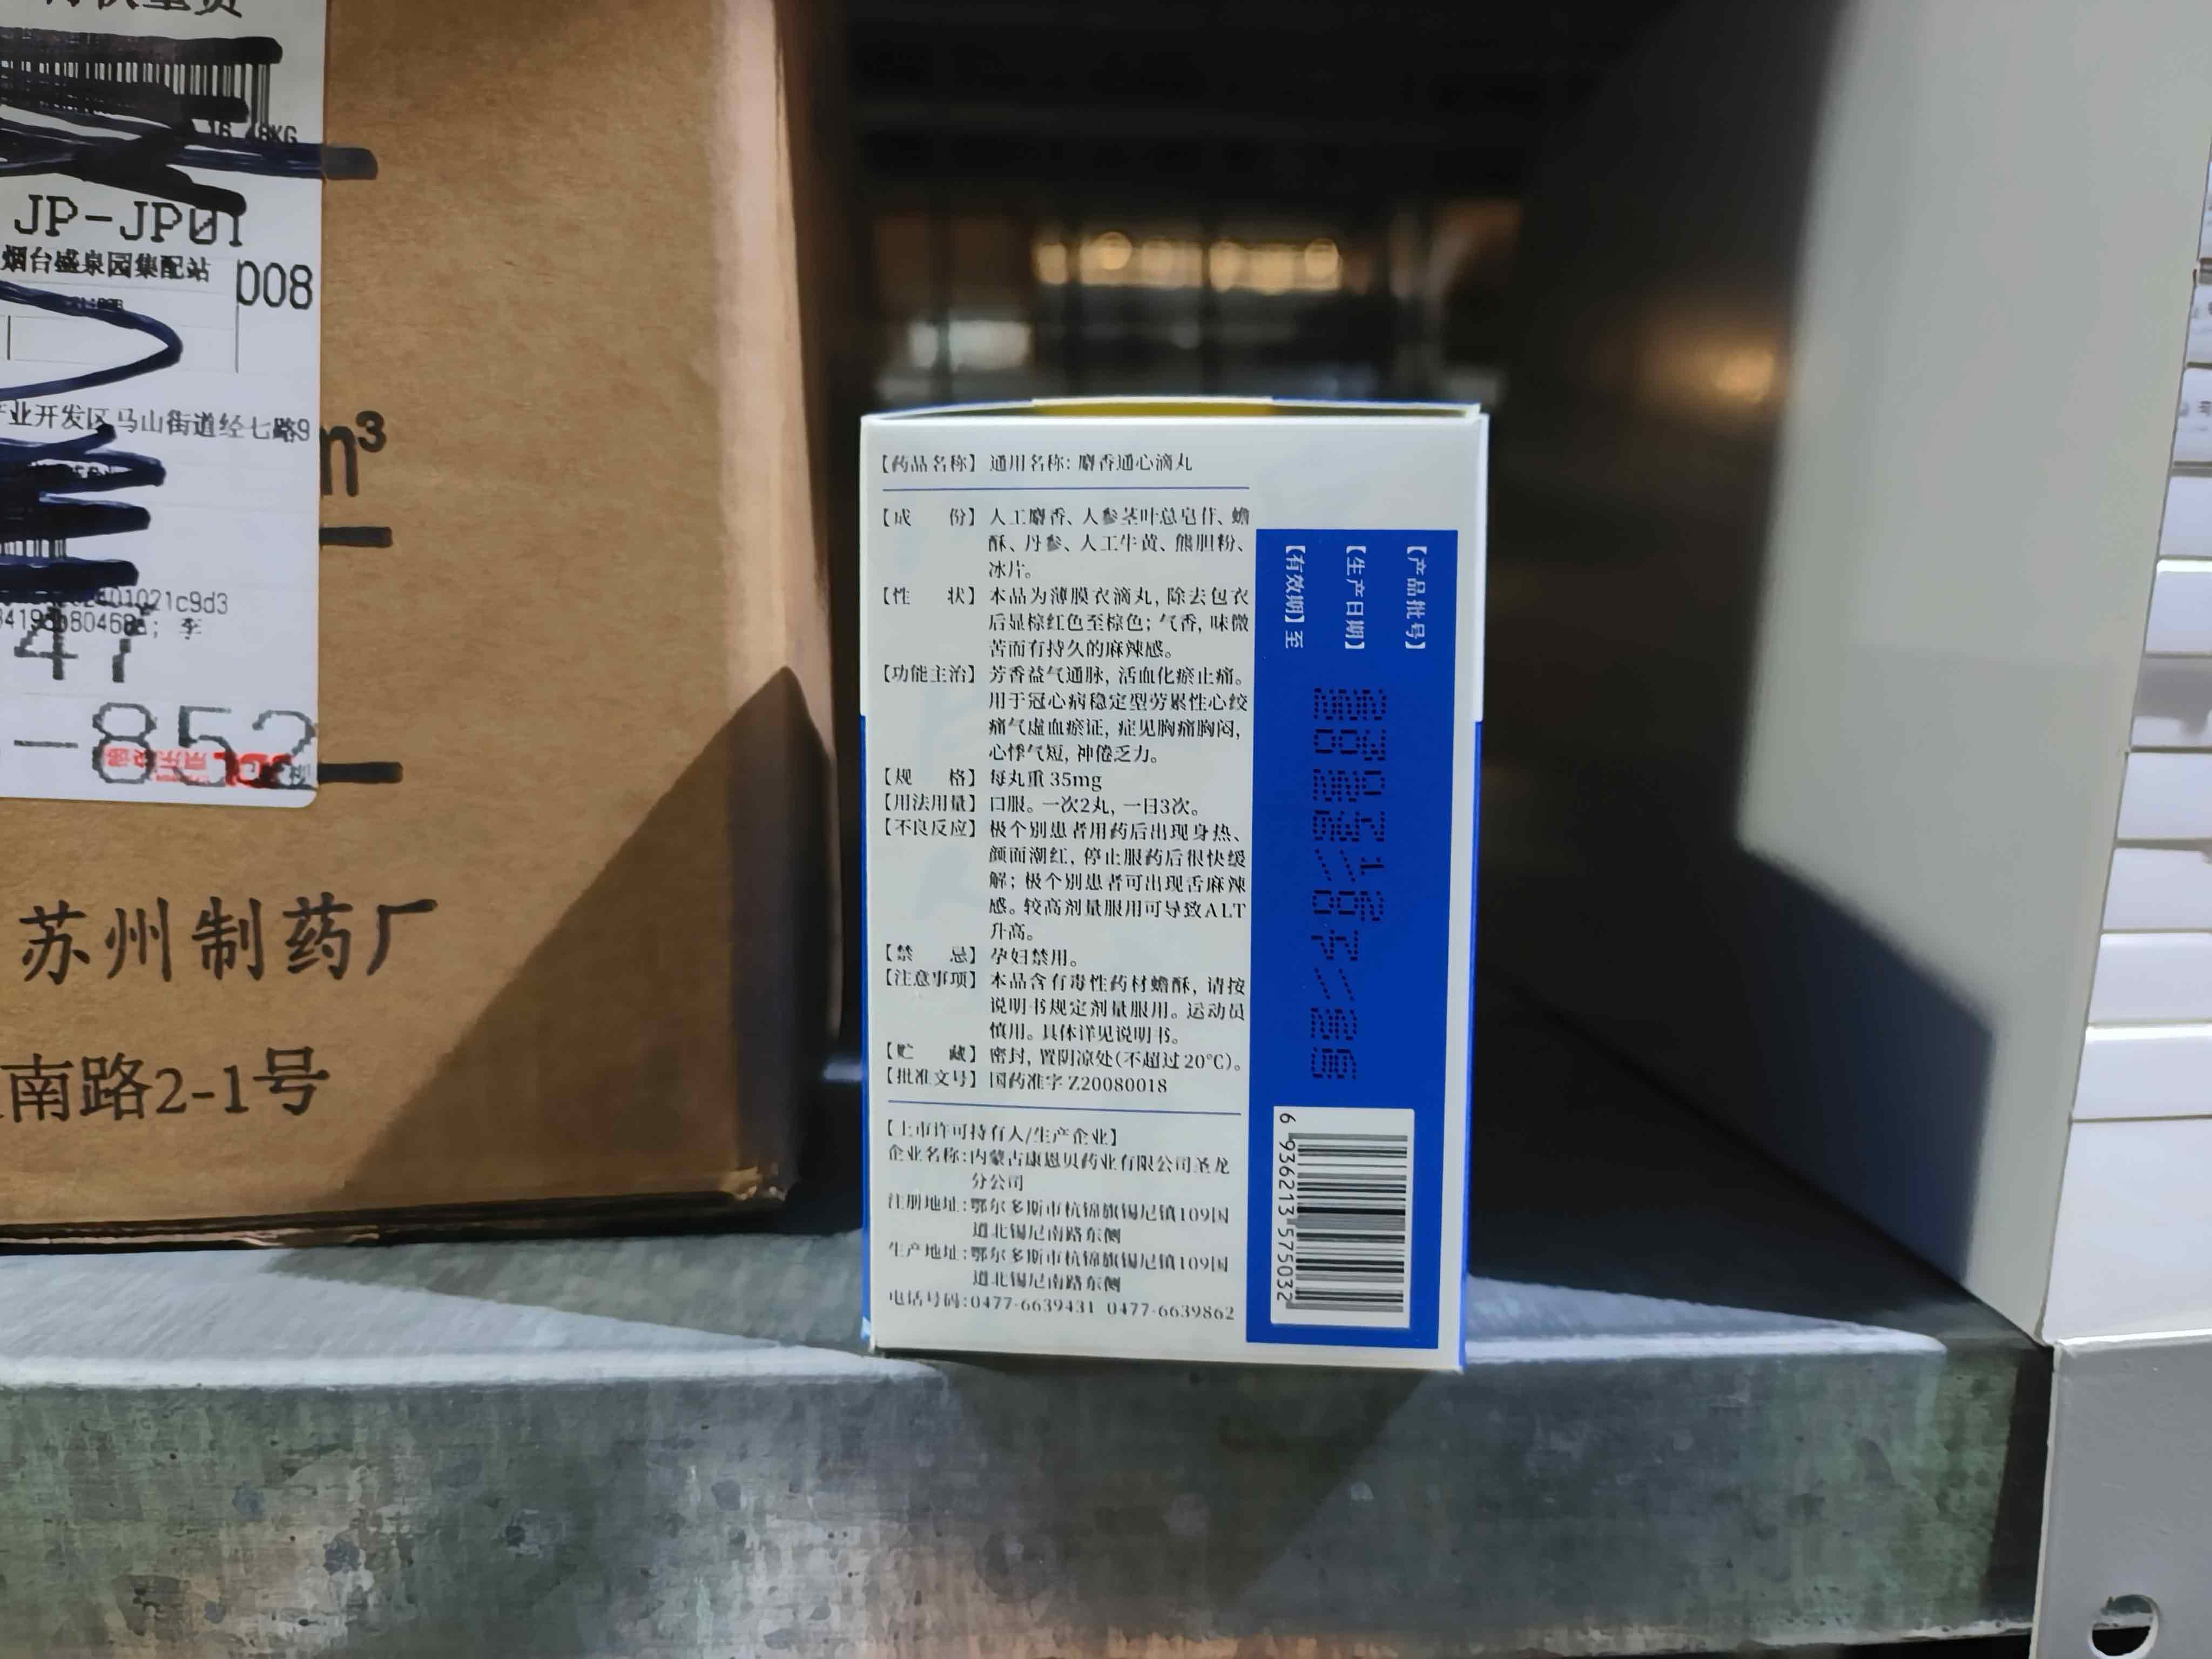 JP-JP01
烟台盛泉园集配站
008
业开发区马山街道经七路9
李
47
-852
苏州制药厂
南路2-1号
【药品名称】通用名称:麝香通心滴丸
【成 份】人工麝香、人参茎叶总皂苷、蟾
酥、丹参、人工牛黄、熊胆粉、
冰片。
【性 状】本品为薄膜衣滴丸,除去包衣
后显棕红色至棕色;气香,味微
苦而有持久的麻辣感。
【功能主治】芳香益气通脉,活血化瘀止痛。
用于冠心病稳定型劳累性心绞
痛气虚血瘀证,症见胸痛胸闷,
心悸气短,神倦乏力。
【规 格】每丸重35mg
【用法用量】口服。一次2丸,一日3次。
【不良反应】极个别患者用药后出现身热、
颜面潮红,停止服药后很快缓
解;极个别患者可出现舌麻辣
感。较高剂量服用可导致ALT
升高。
【禁 忌】孕妇禁用。
【注意事项】本品含有毒性药材蟾酥,请按
说明书规定剂量服用。运动员
慎用。具体详见说明书。
【贮 藏】密封,置阴凉处(不超过20℃)。
【批准文号】国药准字Z20080018
【上市许可持有人/生产企业】
企业名称:内蒙古康恩贝药业有限公司圣龙
分公司
注册地址:鄂尔多斯市杭锦旗锡尼镇109国
道北锡尼南路东侧
生产地址:鄂尔多斯市杭锦旗锡尼镇109国
道北锡尼南路东侧
电话号码:0477-6639431 0477-6639862
【产品批号】
【生产日期】
【有效期】至
6 936213 575032